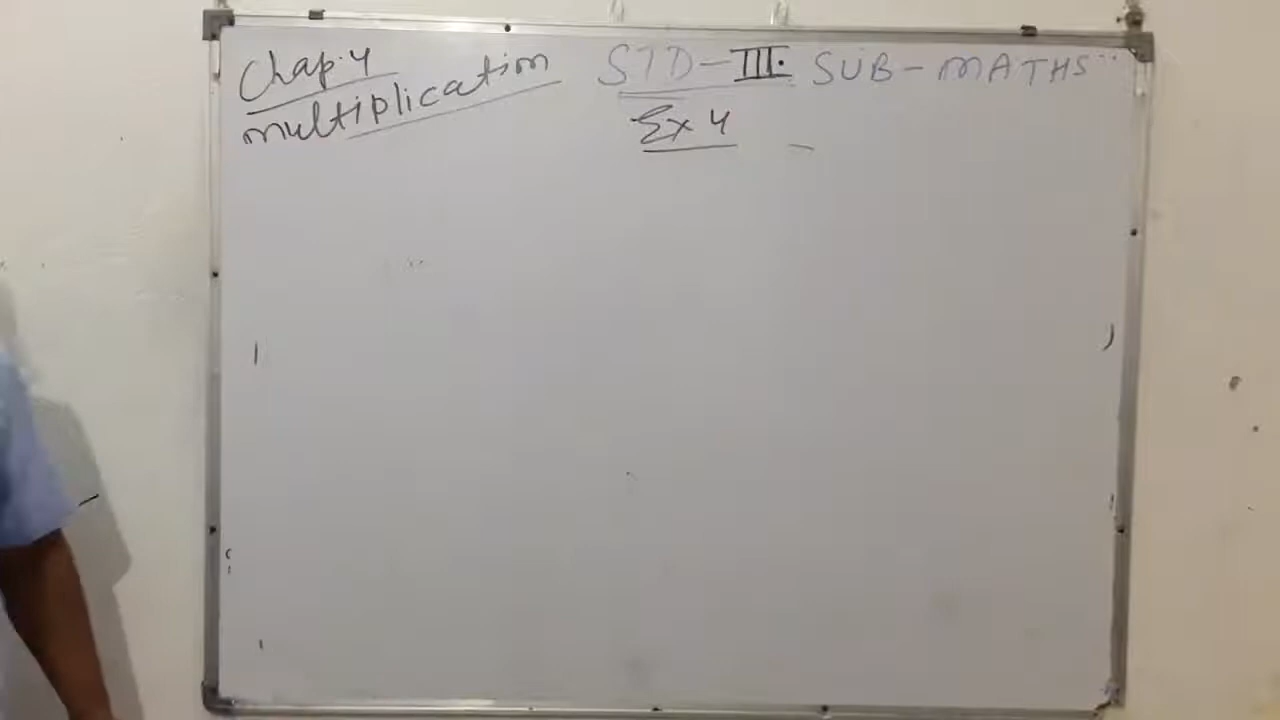 Chap. 4
multiplication
STD - III. SUB - MATHS
Ex 4